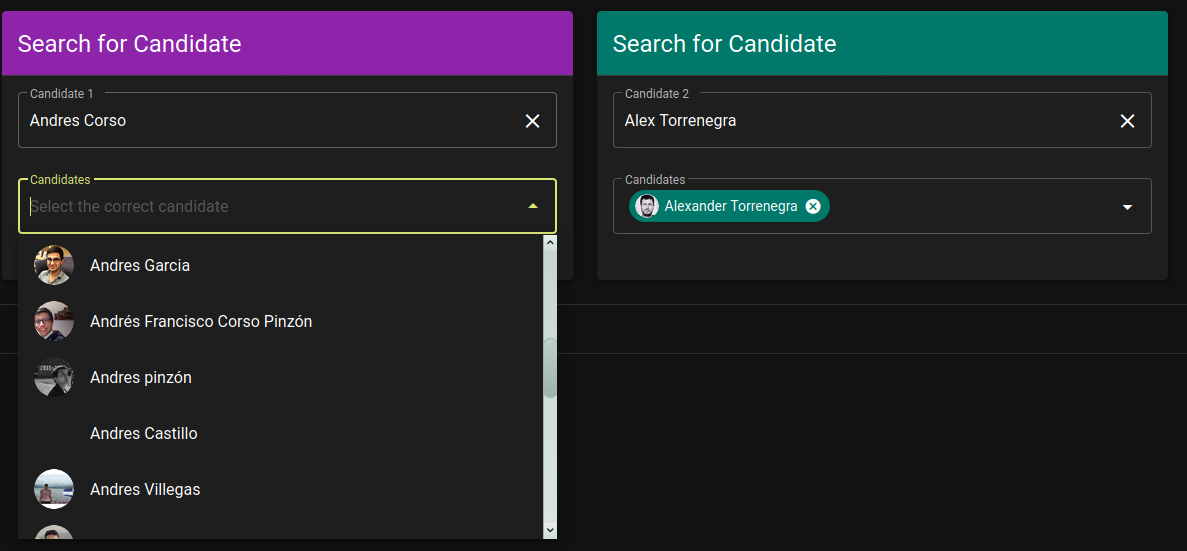 Search for Candidate
Candidate 1
Andres Corso
Candidates
Select the correct candidate
Andres Garcia
Andrés Francisco Corso Pinzón
Andres pinzón
Andres Castillo
Andres Villegas
Search for Candidate
Candidate 2
Alex Torrenegra
Candidates
Alexander Torrenegra